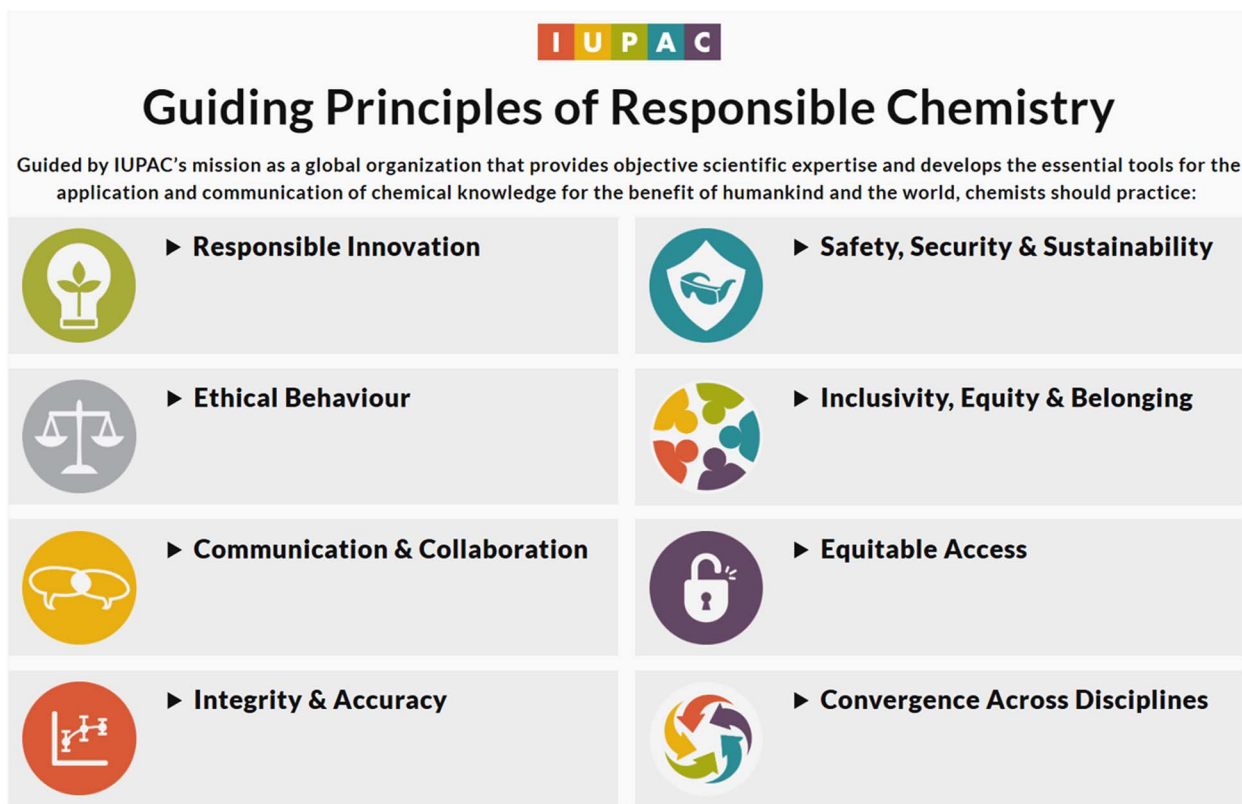 IUPAC
Guiding Principles of Responsible Chemistry
Guided by IUPAC's mission as a global organization that provides objective scientific expertise and develops the essential tools for the
application and communication of chemical knowledge for the benefit of humankind and the world, chemists should practice:
Responsible Innovation
Safety, Security & Sustainability
Ethical Behaviour
Inclusivity, Equity & Belonging
Communication & Collaboration
Equitable Access
Integrity & Accuracy
Convergence Across Disciplines